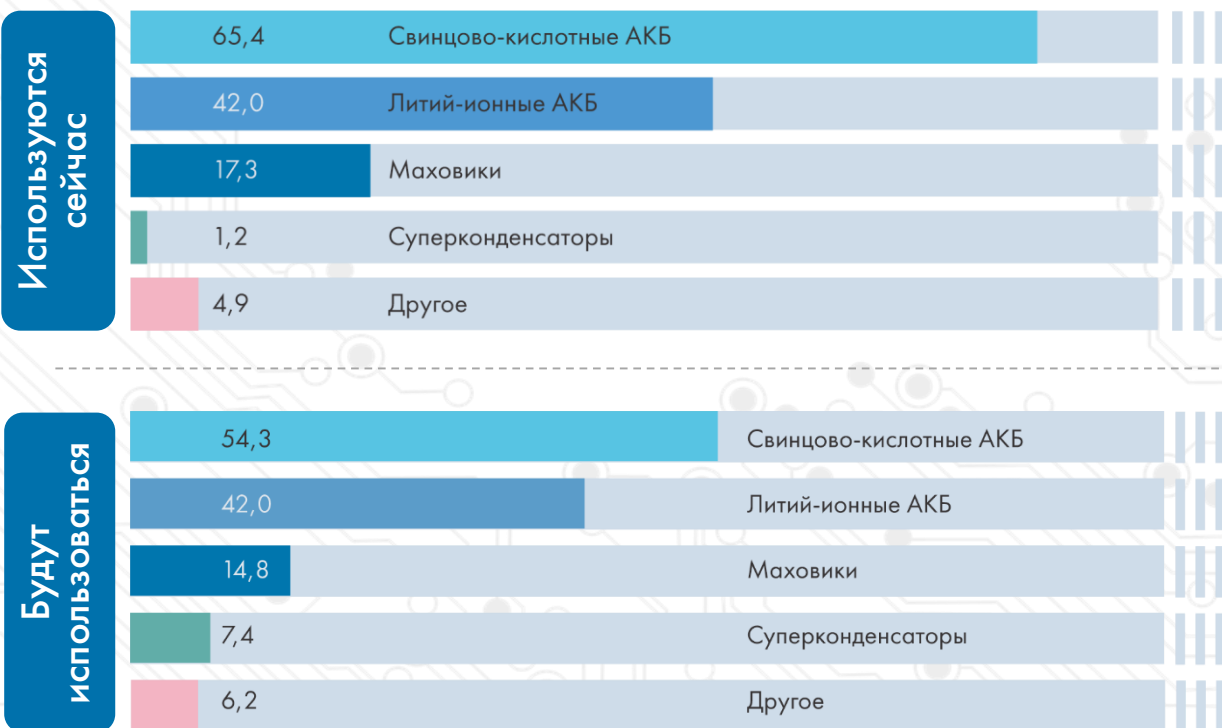 Используются
сейчас
65,4 Свинцово-кислотные АКБ
42,0 Литий-ионные АКБ
17,3 Маховики
1,2 Суперконденсаторы
4,9 Другое
Будут
использоваться
54,3 Свинцово-кислотные АКБ
42,0 Литий-ионные АКБ
14,8 Маховики
7,4 Суперконденсаторы
6,2 Другое